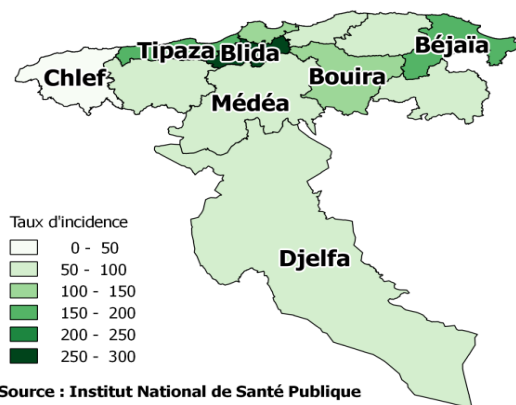 Béjaïa
Tipaza
Blida
Chlef
Bouira
Médéa
Djelfa
Taux d'incidence
0 - 50
50 - 100
100 - 150
150 - 200
200 - 250
250 - 300
Source : Institut National de Santé Publique